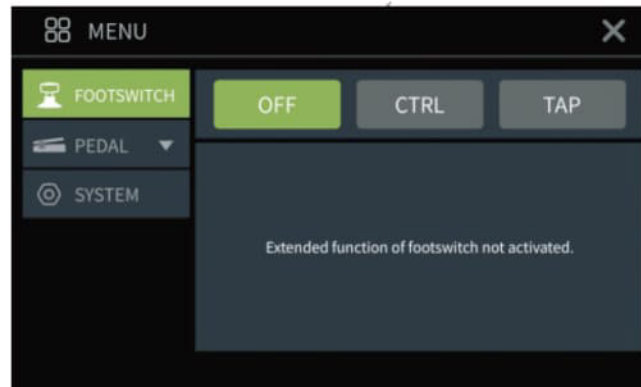 MENU
FOOTSWITCH
PEDAL
SYSTEM
OFF CTRL TAP
Extended function of footswitch not activated.